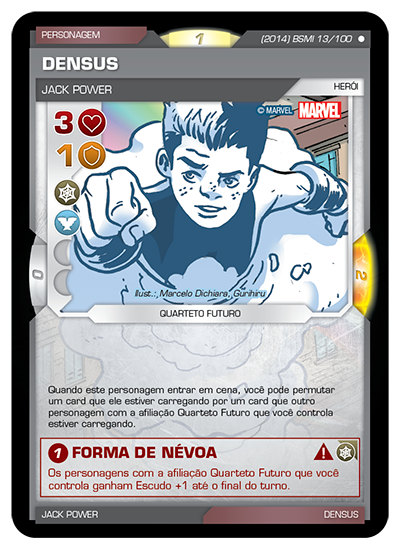 PERSONAGEM
1
(2014) BSMI 13/100
DENSUS
JACK POWER
HERÓI
© MARVEL MARVEL
3
1
0
2
Ilust.: Marcelo Dichiara, Gurihiru
QUARTETO FUTURO
Quando este personagem entrar em cena, você pode permutar
um card que ele estiver carregando por um card que outro
personagem com a afiliação Quarteto Futuro que você controla
estiver carregando.
1 FORMA DE NÉVOA
Os personagens com a afiliação Quarteto Futuro que você
controla ganham Escudo +1 até o final do turno.
JACK POWER
DENSUS